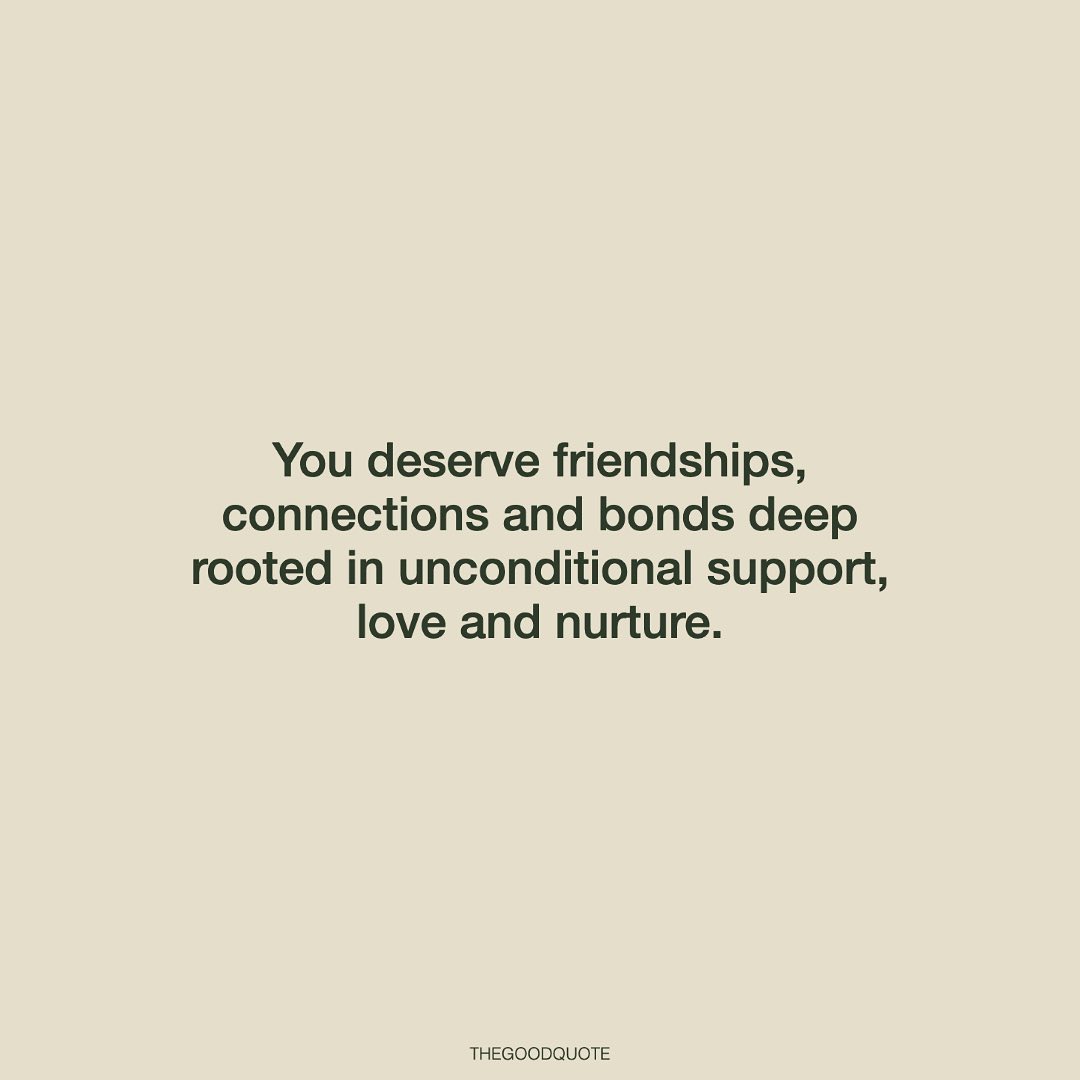 You deserve friendships,
connections and bonds deep
rooted in unconditional support,
love and nurture.
THEGOODQUOTE